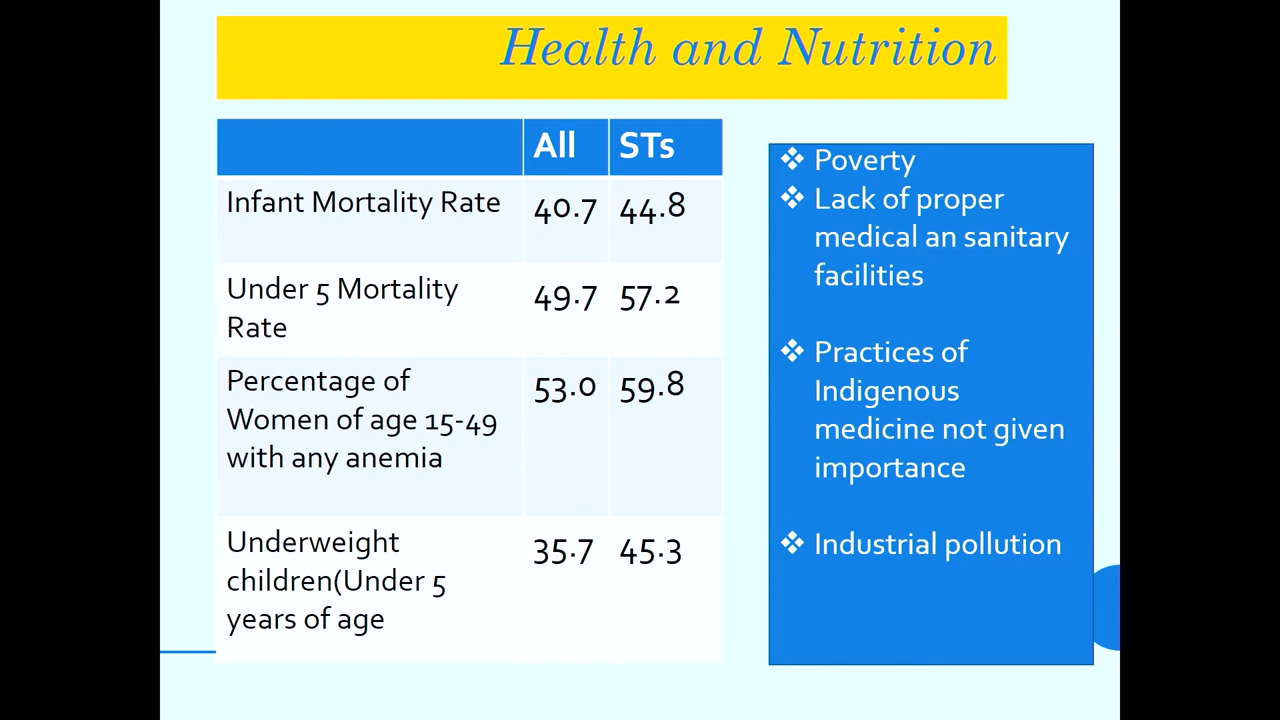 Health and Nutrition
All STs
Infant Mortality Rate 40.7 44.8
Under 5 Mortality 49.7 57.2
Rate
Percentage of 53.0 59.8
Women of age 15-49
with any anemia
Underweight 35.7 45.3
children(Under 5
years of age
❖ Poverty
❖ Lack of proper
medical an sanitary
facilities
❖ Practices of
Indigenous
medicine not given
importance
❖ Industrial pollution